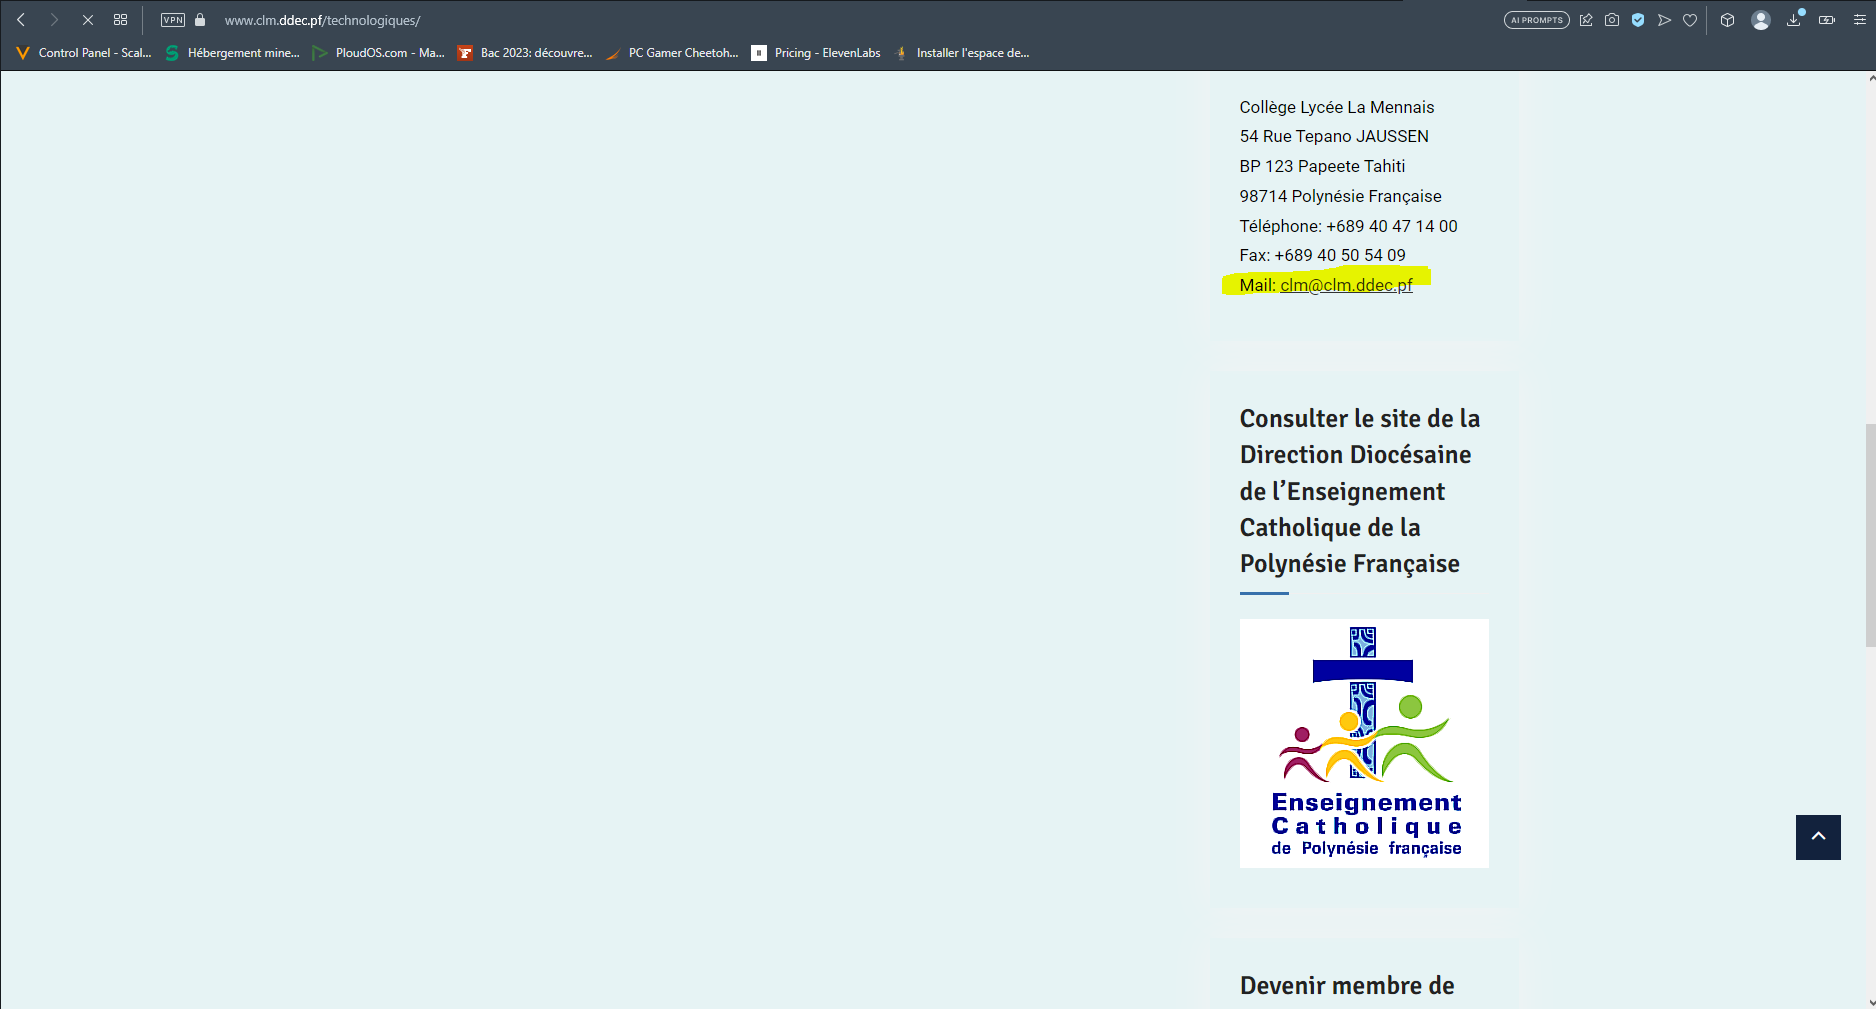 VPN
www.clm.ddec.pf/technologiques/
AI PROMPTS
Control Panel - Scal...
Hébergement mine...
PloudOS.com - Ma...
Bac 2023: découvre...
PC Gamer Cheetoh...
Pricing - ElevenLabs
Installer l'espace de...
Collège Lycée La Mennais
54 Rue Tepano JAUSSEN
BP 123 Papeete Tahiti
98714 Polynésie Française
Téléphone: +689 40 47 14 00
Fax: +689 40 50 54 09
Mail: clm@clm.ddec.pf
Consulter le site de la
Direction Diocésaine
de l’Enseignement
Catholique de la
Polynésie Française
Enseignement
Catholique
de Polynésie française
Devenir membre de